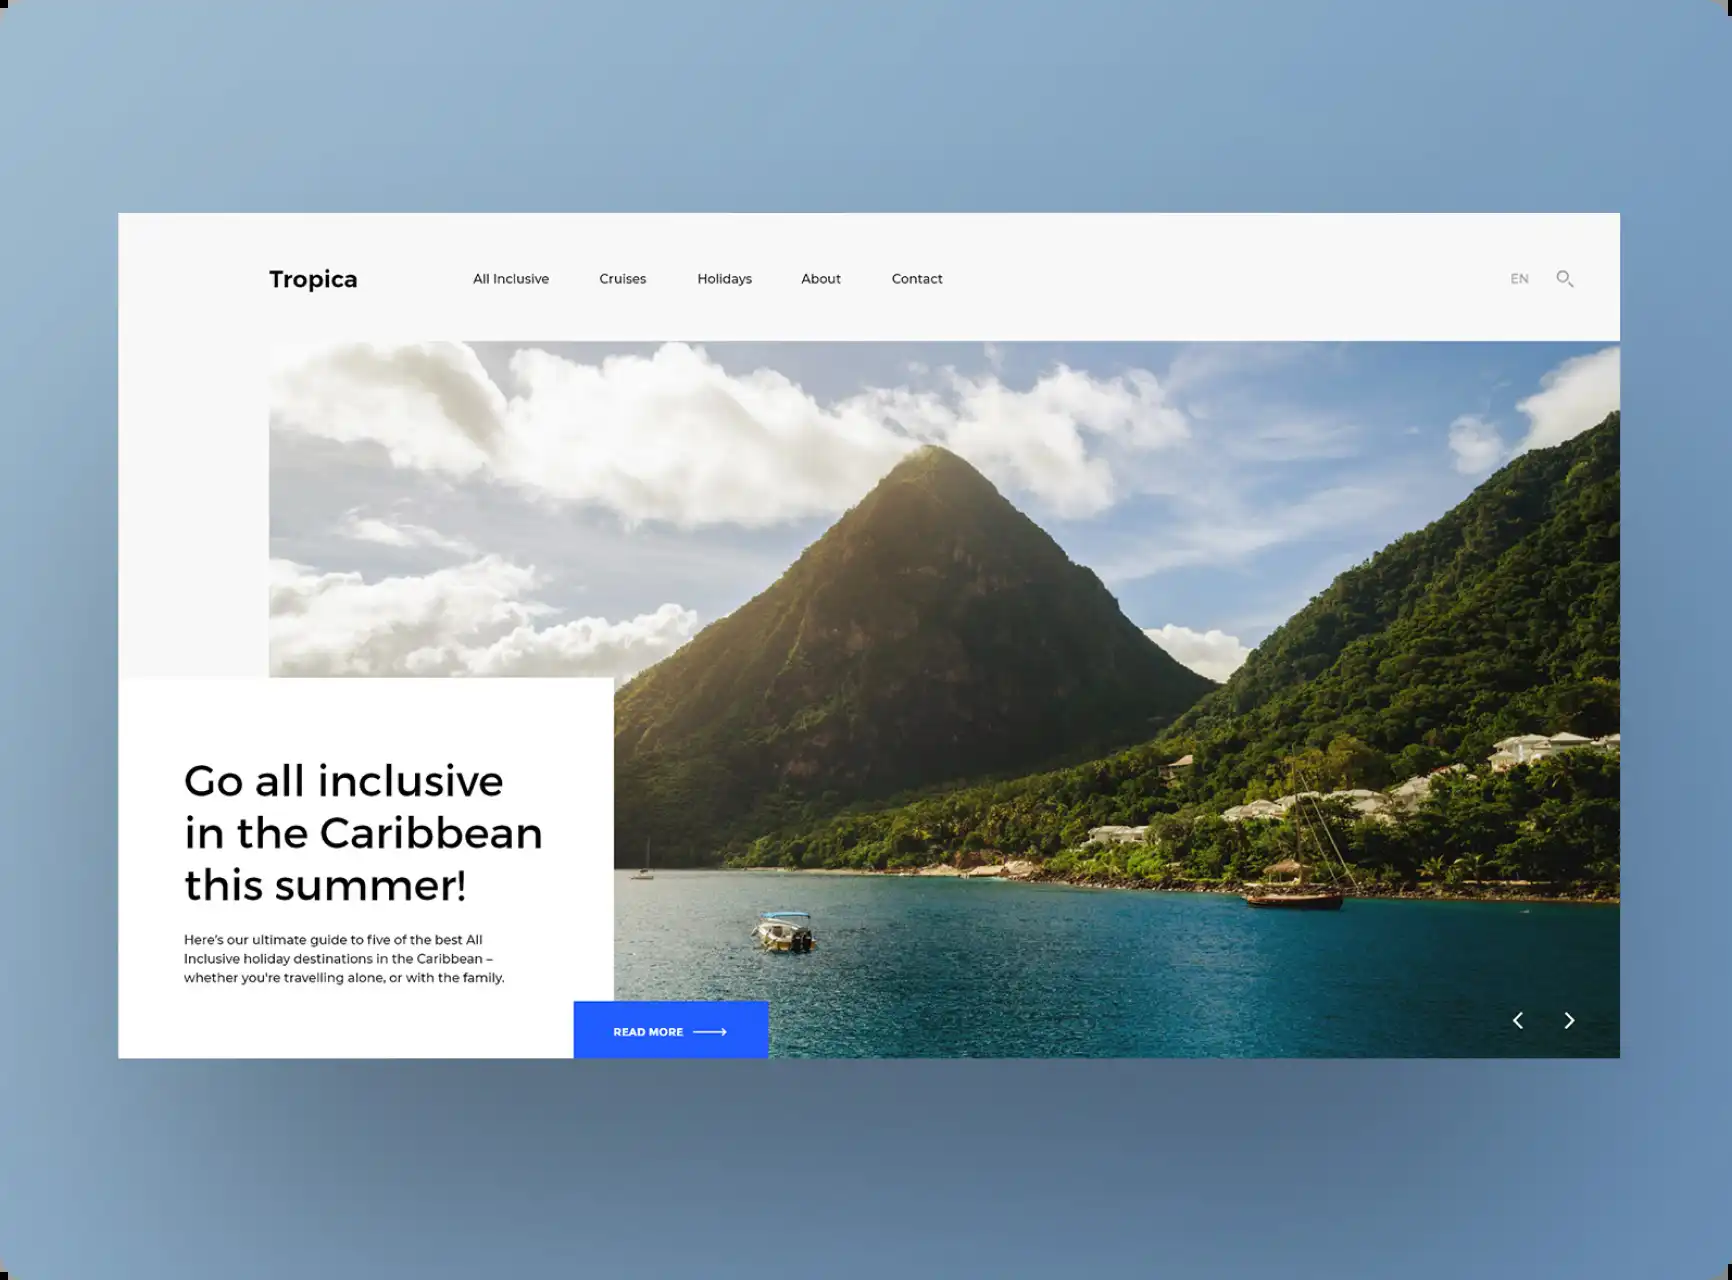 Tropica
All Inclusive
Cruises
Holidays
About
Contact
EN
Go all inclusive
in the Caribbean
this summer!
Here's our ultimate guide to five of the best All
Inclusive holiday destinations in the Caribbean –
whether you're travelling alone, or with the family.
READ MORE